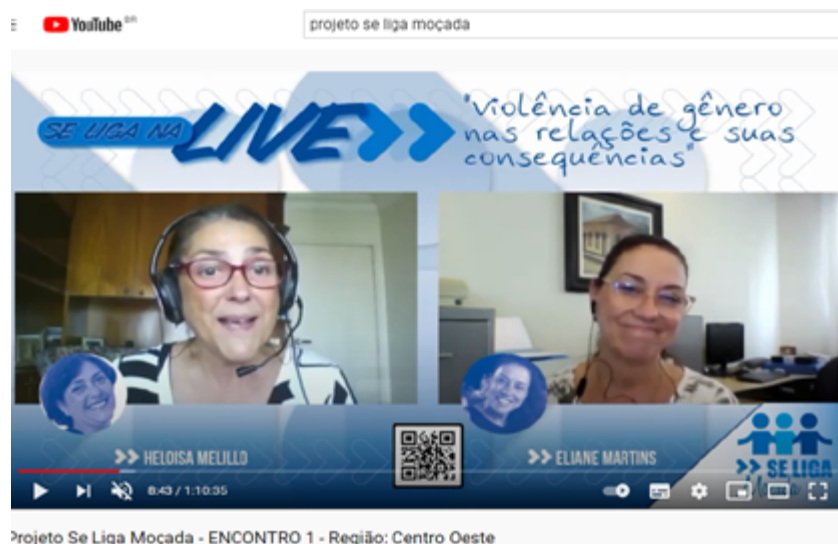 YouTube BR
projeto se liga moçada
SE LIGA NA LIVE >>
"Violência de gênero
nas relações e suas
consequências"
>> HELOISA MELILLO
>> ELIANE MARTINS
>> SE LIGA
Moçada
8:43 / 1:10:35
Projeto Se Liga Moçada - ENCONTRO 1 - Região: Centro Oeste